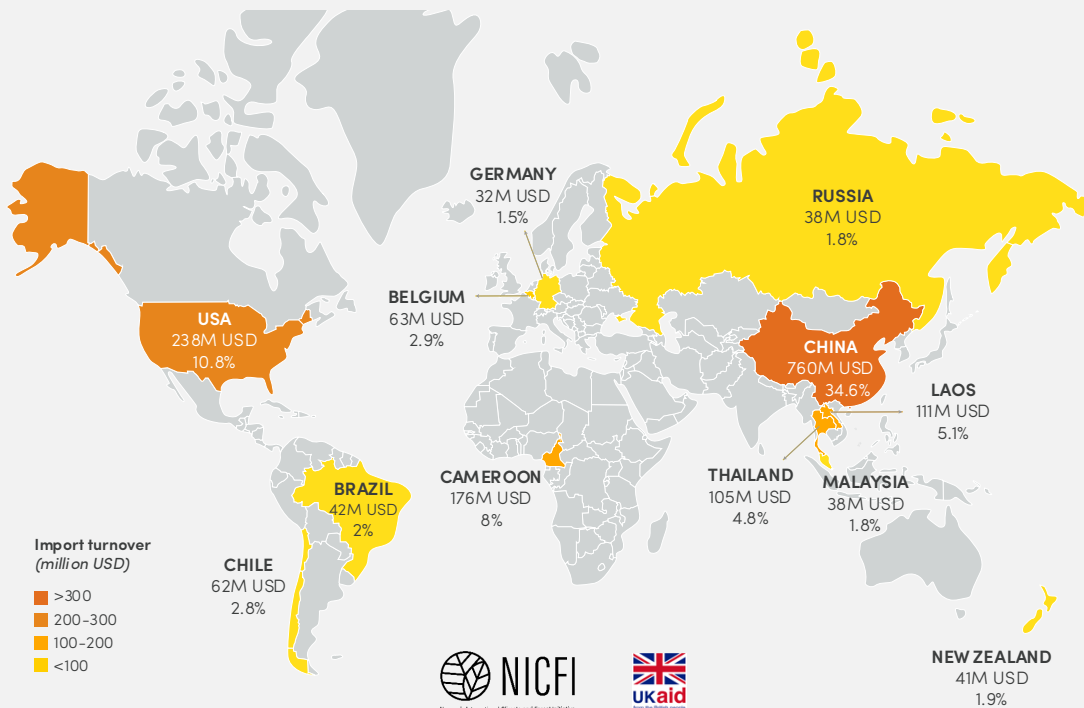 GERMANY
32M USD
1.5%
RUSSIA
38M USD
1.8%
BELGIUM
63M USD
2.9%
USA
238M USD
10.8%
CHINA
760M USD
34.6%
LAOS
111M USD
5.1%
CAMEROON
176M USD
8%
THAILAND
105M USD
4.8%
MALAYSIA
38M USD
1.8%
BRAZIL
42M USD
2%
CHILE
62M USD
2.8%
Import turnover
(million USD)
>300
200-300
100-200
<100
NICFI
UKaid
NEW ZEALAND
41M USD
1.9%